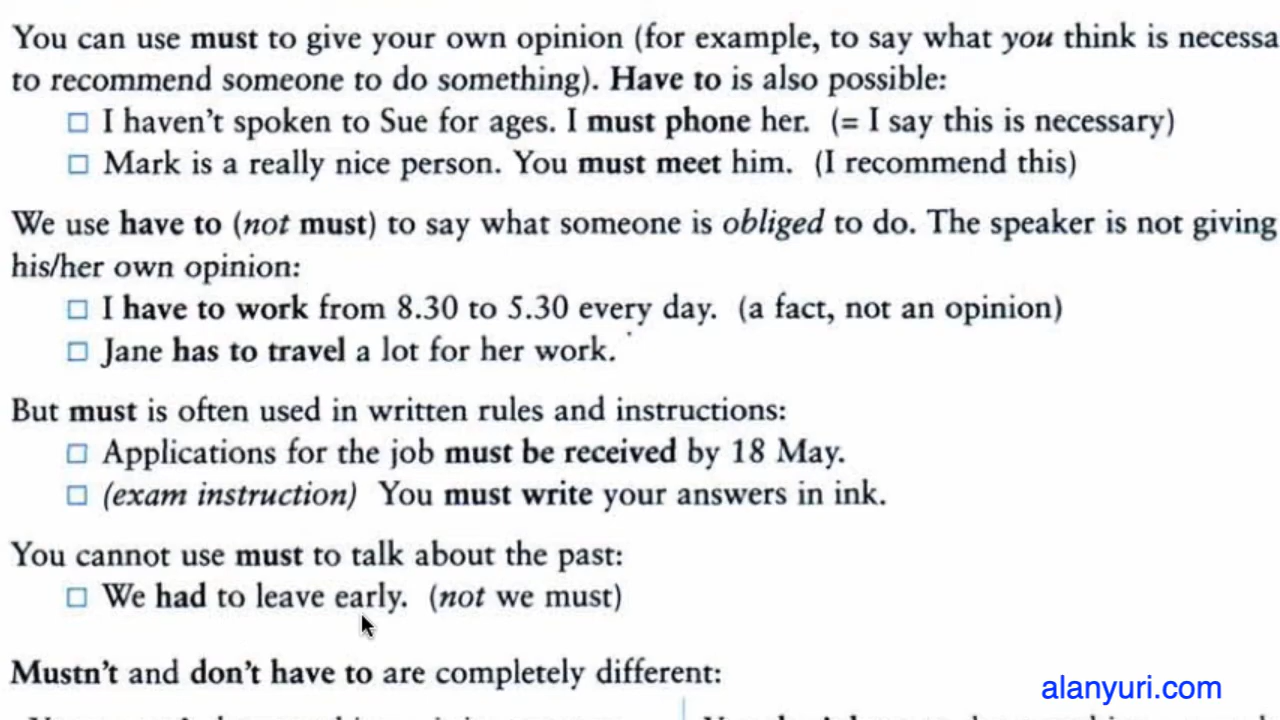 You can use must to give your own opinion (for example, to say what you think is necessa
to recommend someone to do something). Have to is also possible:
I haven't spoken to Sue for ages. I must phone her. (= I say this is necessary)
Mark is a really nice person. You must meet him. (I recommend this)
We use have to (not must) to say what someone is obliged to do. The speaker is not giving
his/her own opinion:
I have to work from 8.30 to 5.30 every day. (a fact, not an opinion)
Jane has to travel a lot for her work.
But must is often used in written rules and instructions:
Applications for the job must be received by 18 May.
(exam instruction) You must write your answers in ink.
You cannot use must to talk about the past:
We had to leave early. (not we must)
Mustn't and don't have to are completely different:
alanyuri.com